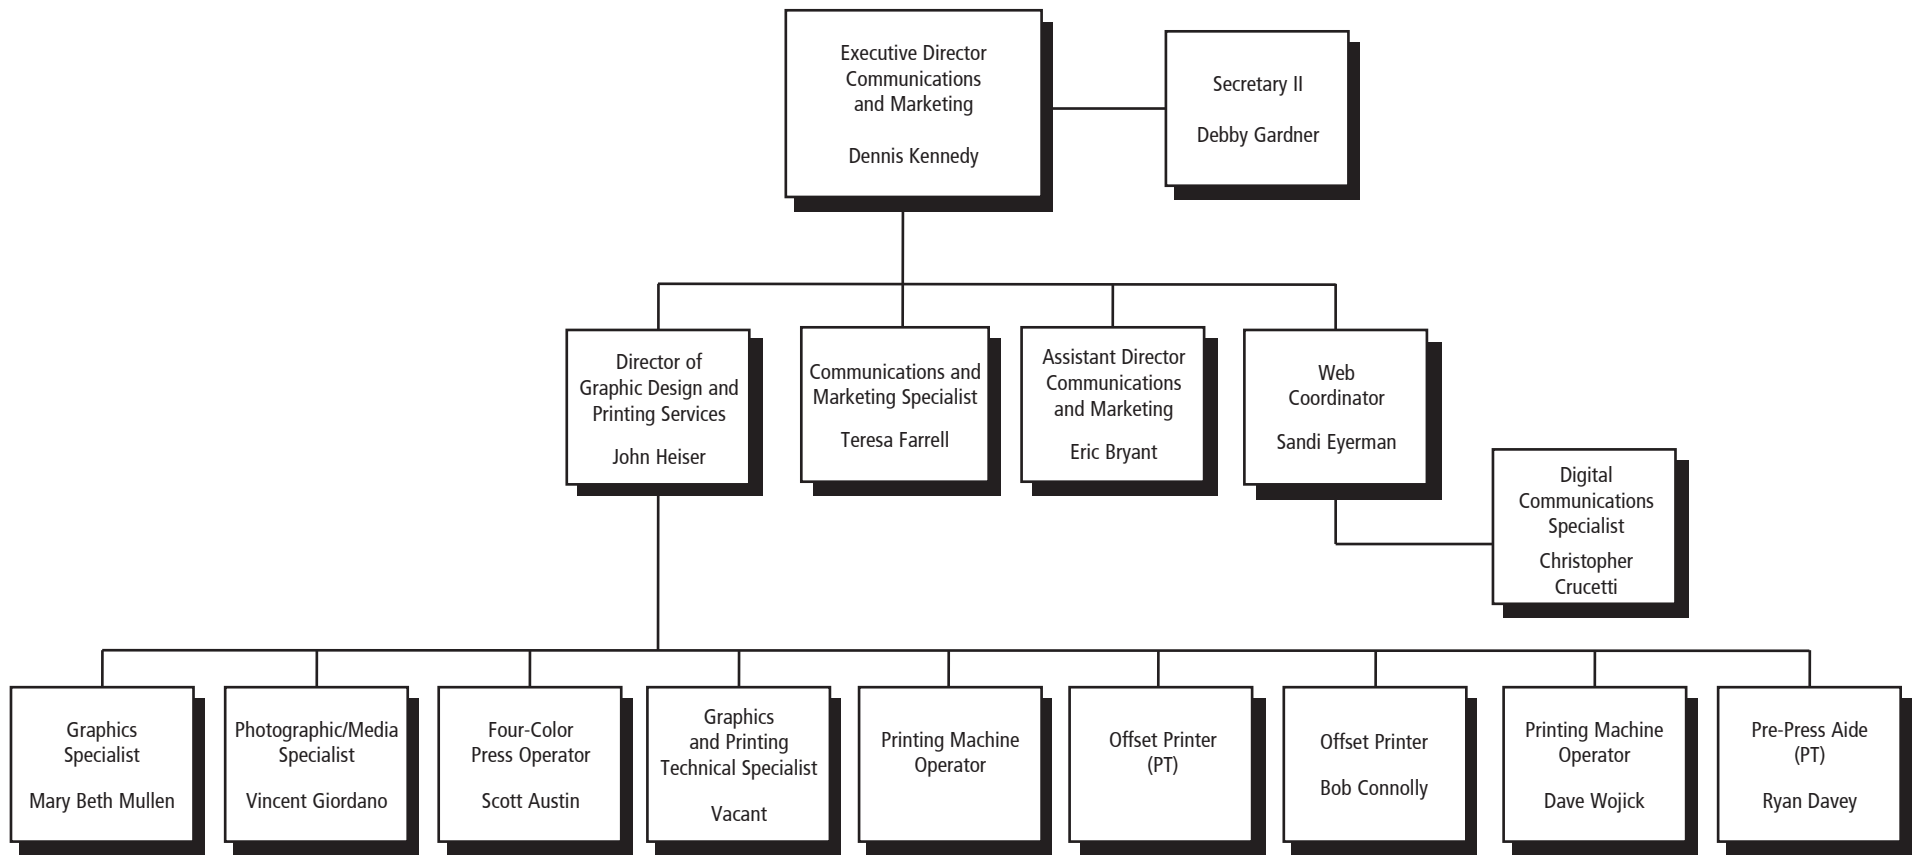 Executive Director
Communications
and Marketing
Dennis Kennedy
Secretary II
Debby Gardner
Director of
Graphic Design and
Printing Services
John Heiser
Communications and
Marketing Specialist
Teresa Farrell
Assistant Director
Communications
and Marketing
Eric Bryant
Web
Coordinator
Sandi Eyerman
Digital
Communications
Specialist
Christopher
Crucetti
Graphics
Specialist
Mary Beth Mullen
Photographic/Media
Specialist
Vincent Giordano
Four-Color
Press Operator
Scott Austin
Graphics
and Printing
Technical Specialist
Vacant
Printing Machine
Operator
Offset Printer
(PT)
Offset Printer
Bob Connolly
Printing Machine
Operator
Dave Wojick
Pre-Press Aide
(PT)
Ryan Davey